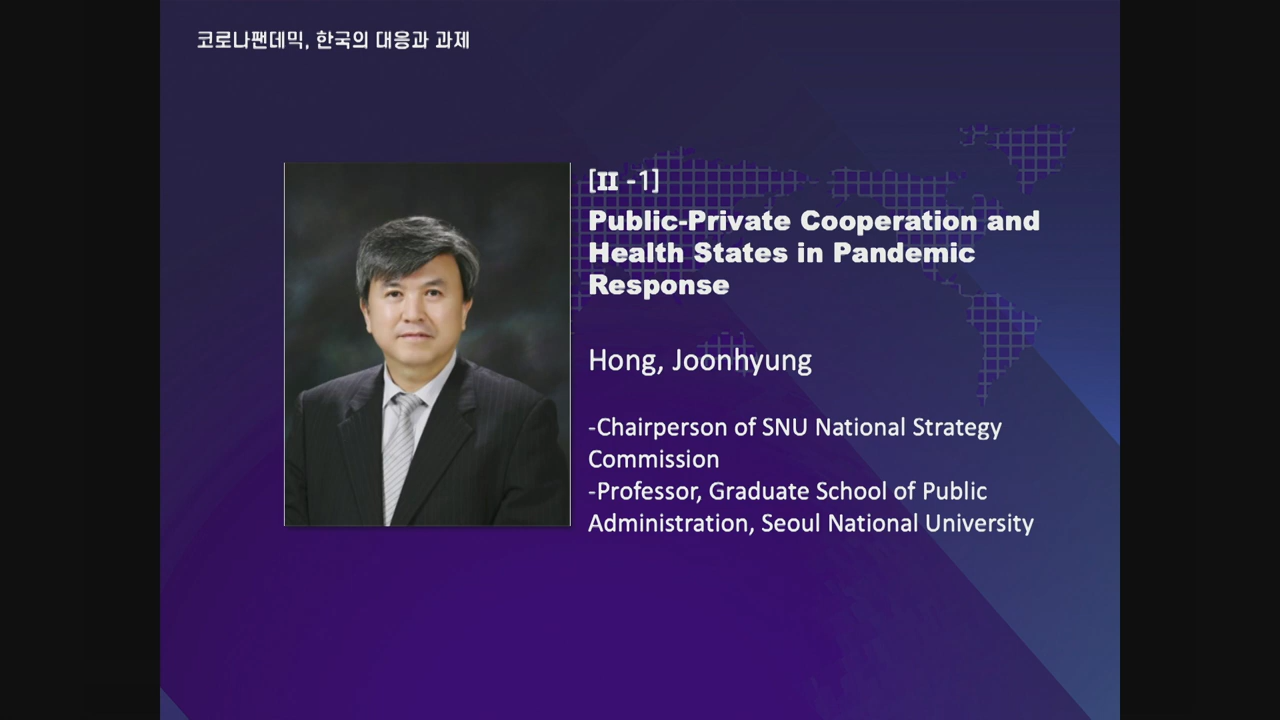 코로나팬데믹, 한국의 대응과 과제
[II -1]
Public-Private Cooperation and
Health States in Pandemic
Response
Hong, Joonhyung
-Chairperson of SNU National Strategy
Commission
-Professor, Graduate School of Public
Administration, Seoul National University